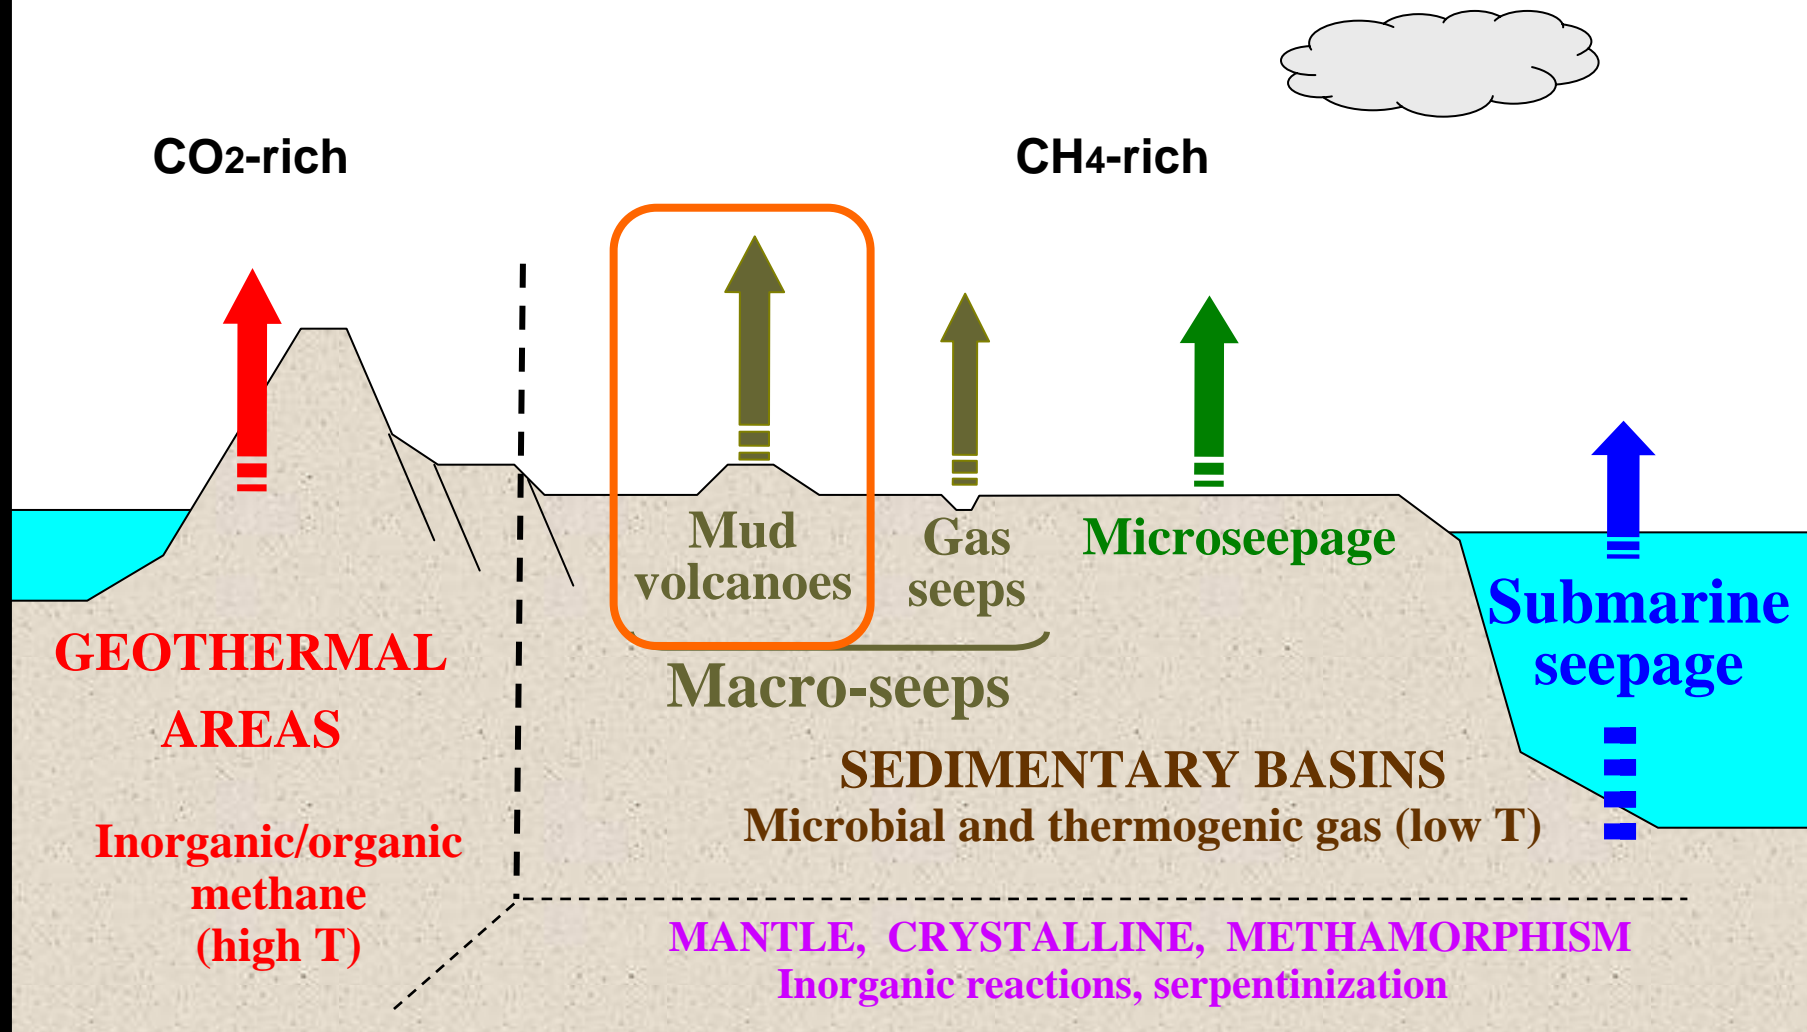 CO2-rich
CH4-rich
Mud
volcanoes
Gas
seeps
Microseepage
Submarine
seepage
Macro-seeps
GEOTHERMAL
AREAS
Inorganic/organic
methane
(high T)
SEDIMENTARY BASINS
Microbial and thermogenic gas (low T)
MANTLE, CRYSTALLINE, METHAMORPHISM
Inorganic reactions, serpentinization